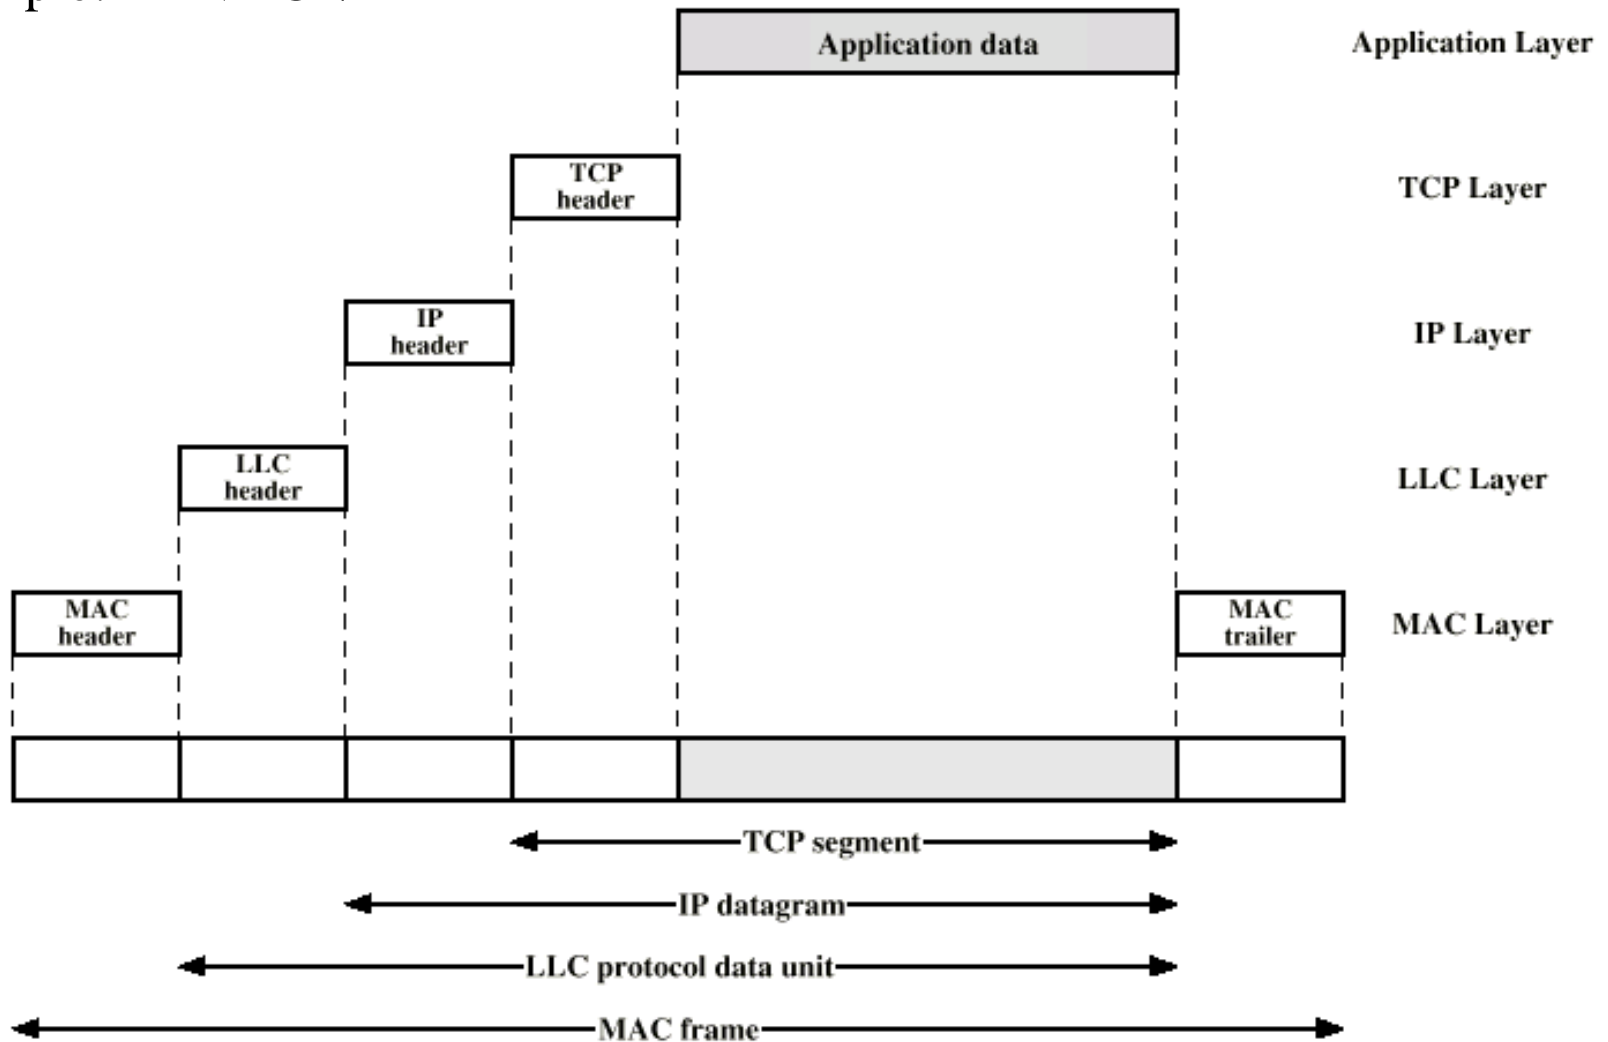 Application data
Application Layer
TCP
header
TCP Layer
IP
header
IP Layer
LLC
header
LLC Layer
MAC
header
MAC
trailer
MAC Layer
TCP segment
IP datagram
LLC protocol data unit
MAC frame